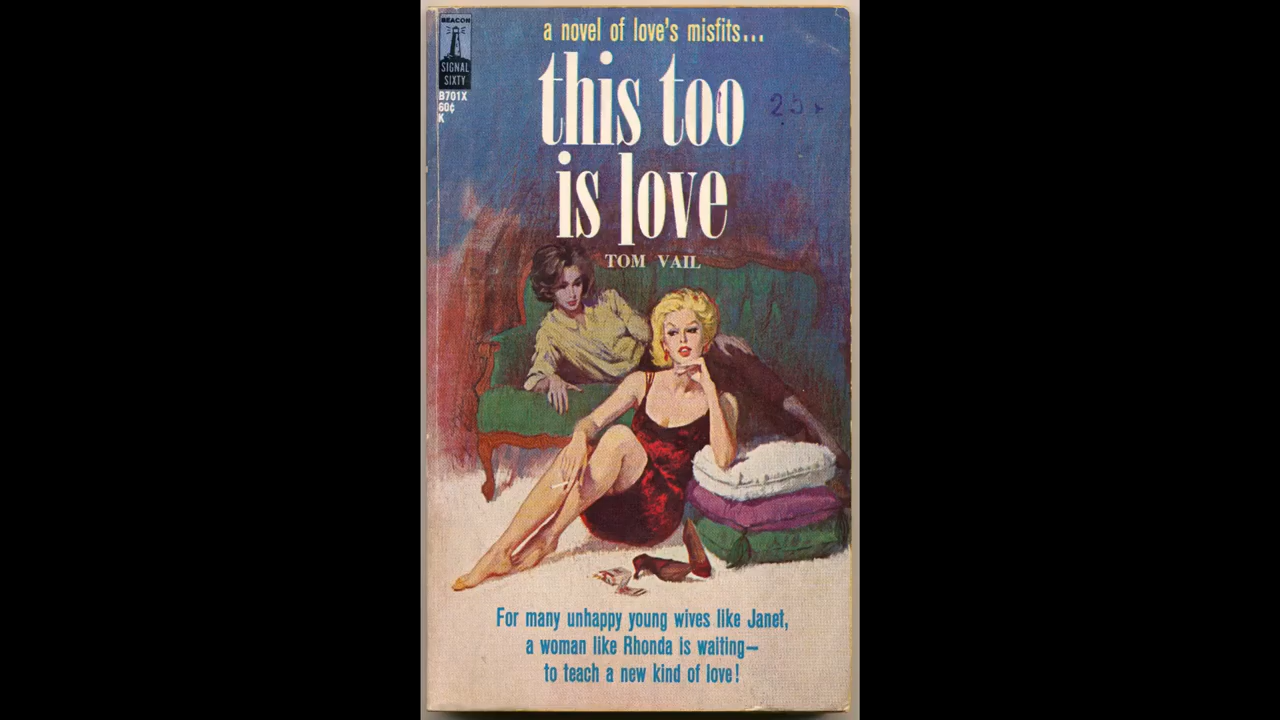 a novel of love's misfits...
BEACON
SIGNAL
SIXTY
B701X
60¢
K
this too
is love
TOM VAIL
For many unhappy young wives like Janet,
a woman like Rhonda is waiting—
to teach a new kind of love!